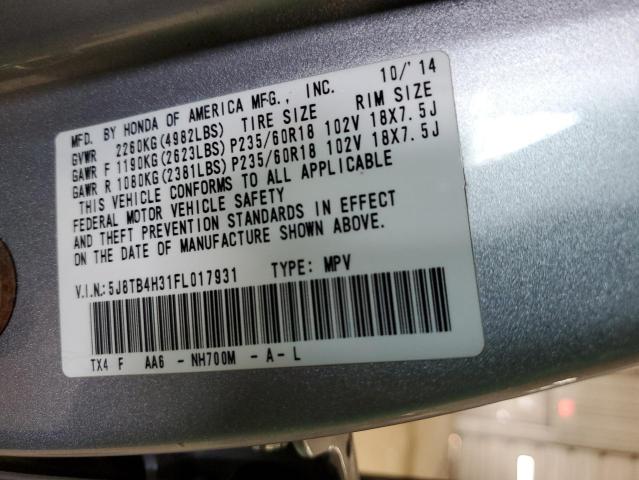 MFD. BY HONDA OF AMERICA MFG., INC. 10/'14
GVWR 2260KG(4982LBS) TIRE SIZE RIM SIZE
GAWR F 1190KG(2623LBS) P235/60R18 102V 18X7.5J
GAWR R 1080KG(2381LBS) P235/60R18 102V 18X7.5J
THIS VEHICLE CONFORMS TO ALL APPLICABLE
FEDERAL MOTOR VEHICLE SAFETY
AND THEFT PREVENTION STANDARDS IN EFFECT
ON THE DATE OF MANUFACTURE SHOWN ABOVE.
V.I.N.: 5J8TB4H31FL017931 TYPE: MPV
TX4 F AA6 - NH700M - A - L